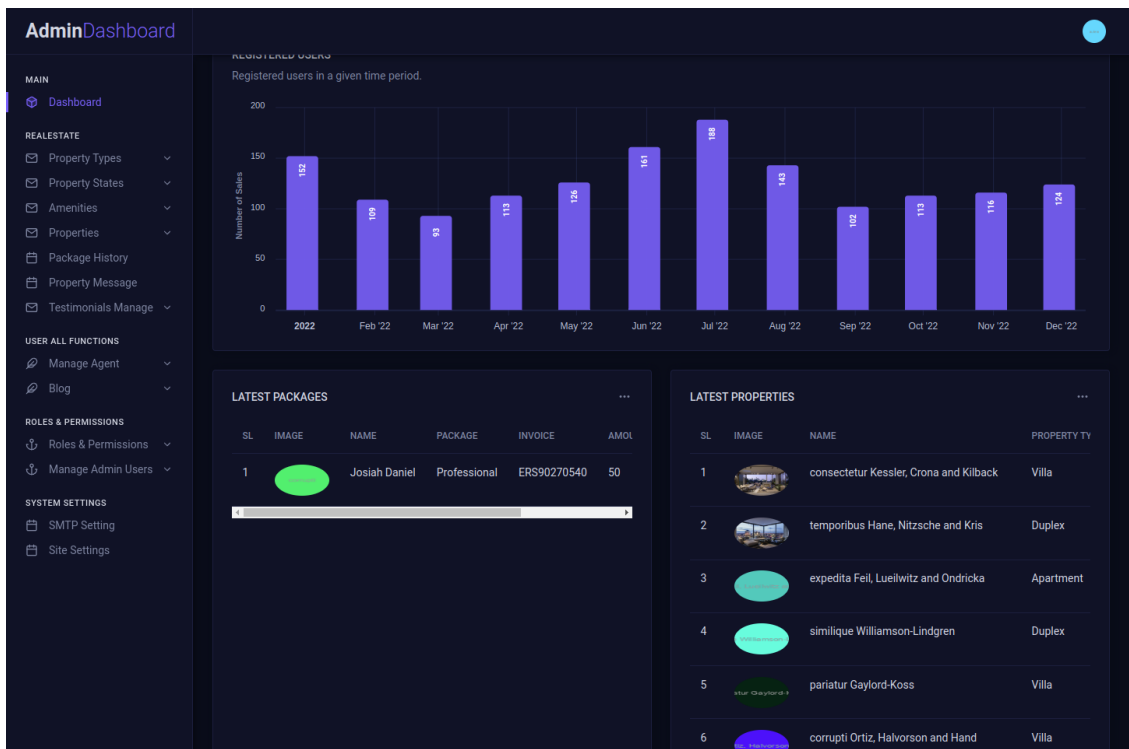 AdminDashboard
MAIN
Dashboard
REALESTATE
Property Types
Property States
Amenities
Properties
Package History
Property Message
Testimonials Manage
USER ALL FUNCTIONS
Manage Agent
Blog
ROLES & PERMISSIONS
Roles & Permissions
Manage Admin Users
SYSTEM SETTINGS
SMTP Setting
Site Settings
REGISTERED USERS
Registered users in a given time period.
Number of Sales
200
150
100
50
0
152
109
93
113
126
161
188
143
102
113
116
124
2022 Feb '22 Mar '22 Apr '22 May '22 Jun '22 Jul '22 Aug '22 Sep '22 Oct '22 Nov '22 Dec '22
LATEST PACKAGES
SL IMAGE NAME PACKAGE INVOICE AMOU
1 Josiah Daniel Professional ERS90270540 50
LATEST PROPERTIES
SL IMAGE NAME PROPERTY TY
1 consectetur Kessler, Crona and Kilback Villa
2 temporibus Hane, Nitzsche and Kris Duplex
3 expedita Feil, Lueilwitz and Ondricka Apartment
4 similique Williamson-Lindgren Duplex
5 pariatur Gaylord-Koss Villa
6 corrupti Ortiz, Halvorson and Hand Villa